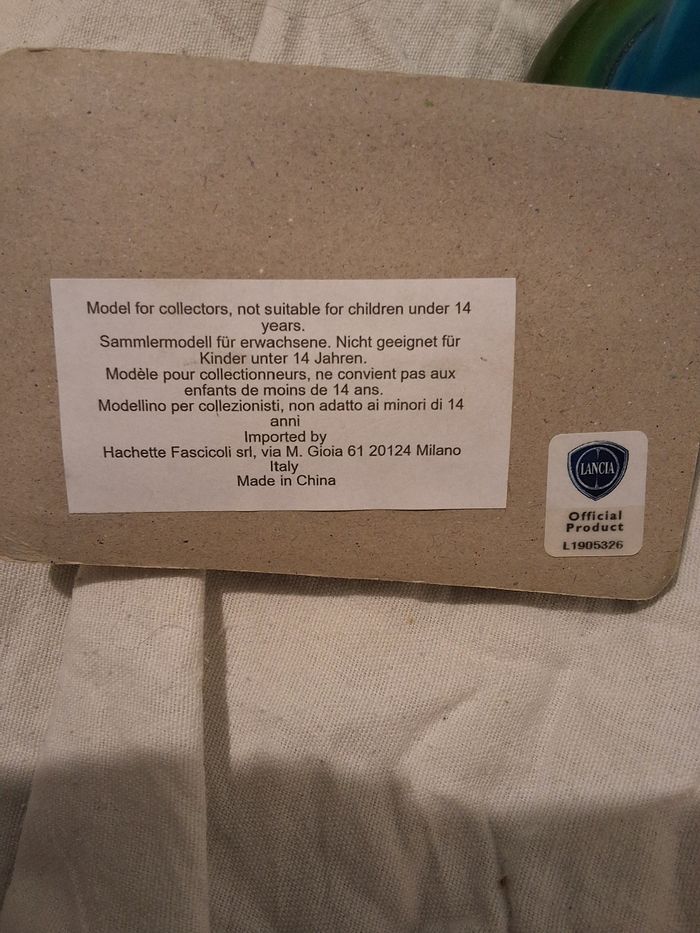 Model for collectors, not suitable for children under 14
years.
Sammlermodell für erwachsene. Nicht geeignet für
Kinder unter 14 Jahren.
Modèle pour collectionneurs, ne convient pas aux
enfants de moins de 14 ans.
Modellino per collezionisti, non adatto ai minori di 14
anni
Imported by
Hachette Fascicoli srl, via M. Gioia 61 20124 Milano
Italy
Made in China
LANCIA
Official
Product
L1905326